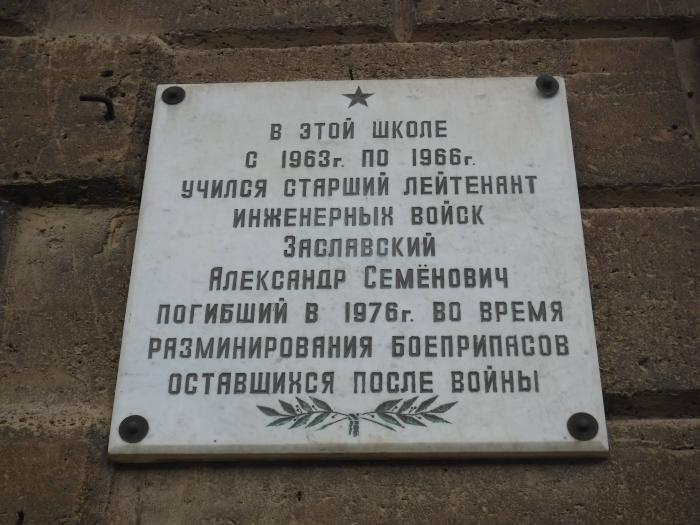 В ЭТОЙ ШКОЛЕ
С 1963г. ПО 1966г.
УЧИЛСЯ СТАРШИЙ ЛЕЙТЕНАНТ
ИНЖЕНЕРНЫХ ВОЙСК
ЗАСЛАВСКИЙ
АЛЕКСАНДР СЕМЁНОВИЧ
ПОГИБШИЙ В 1976г. ВО ВРЕМЯ
РАЗМИНИРОВАНИЯ БОЕПРИПАСОВ
ОСТАВШИХСЯ ПОСЛЕ ВОЙНЫ